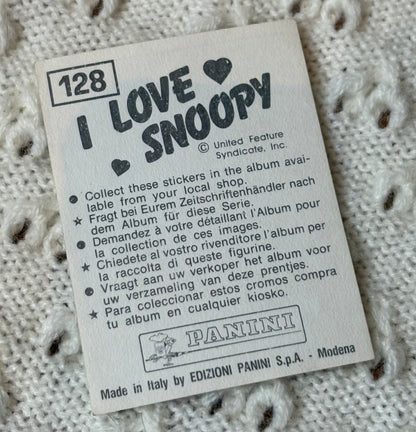 128
I LOVE ♥
♥ SNOOPY
© United Feature
Syndicate, Inc.
● Collect these stickers in the album avai-
lable from your local shop.
★ Fragt bei Eurem Zeitschriftenhändler nach
dem Album für diese Serie.
● Demandez à votre détaillant l'Album pour
la collection de ces images.
★ Chiedete al vostro rivenditore l'album per
la raccolta di queste figurine.
● Vraagt aan uw verkoper het album voor
uw verzameling van deze prentjes.
★ Para coleccionar estos cromos compra
tu album en cualquier kiosko.
PANINI
Made in Italy by EDIZIONI PANINI S.p.A. - Modena